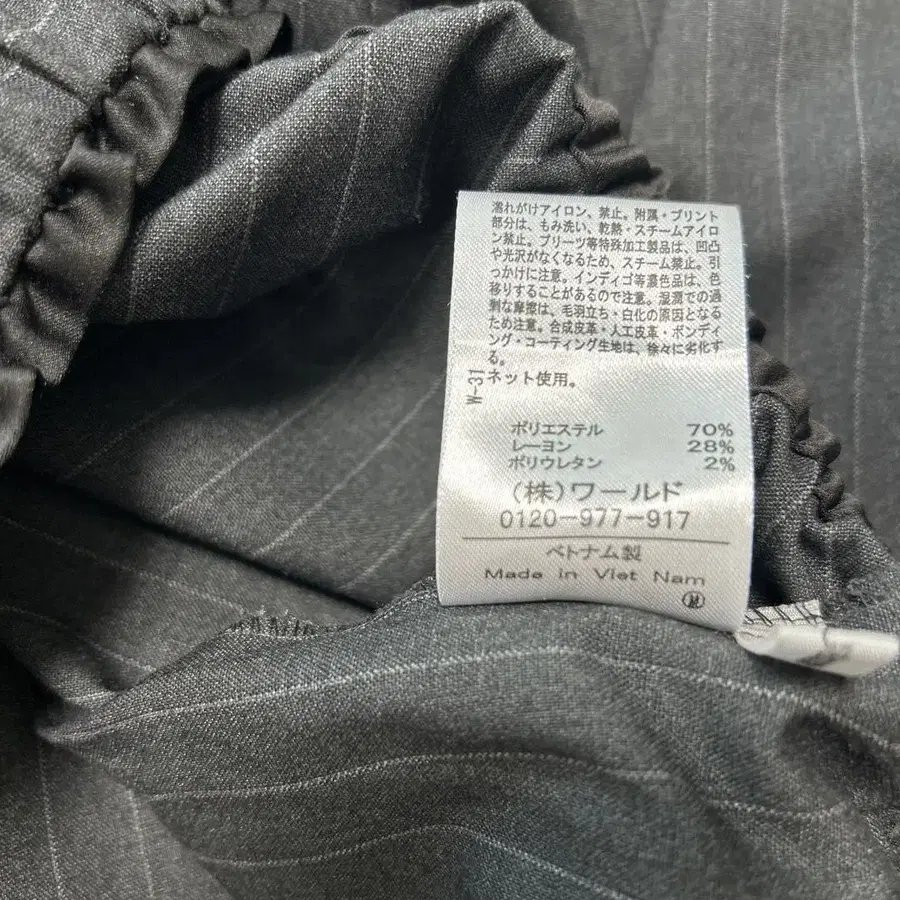 濡れがけアイロン、禁止。附属・プリント
部分は、もみ洗い、乾熱・スチームアイロ
ン禁止。プリーツ等特殊加工製品は、凹凸
や光沢がなくなるため、スチーム禁止。引
っかけに注意。インディゴ等濃色品は、色
移りすることがあるので注意。湿潤での過
剰な摩擦は、毛羽立ち・白化の原因となる
ため注意。合成皮革・人工皮革・ボンディ
ング・コーティング生地は、徐々に劣化す
る。
ネット使用。
W-31
ポリエステル 70%
レーヨン 28%
ポリウレタン 2%
(株)ワールド
0120-977-917
ベトナム製
Made in Viet Nam